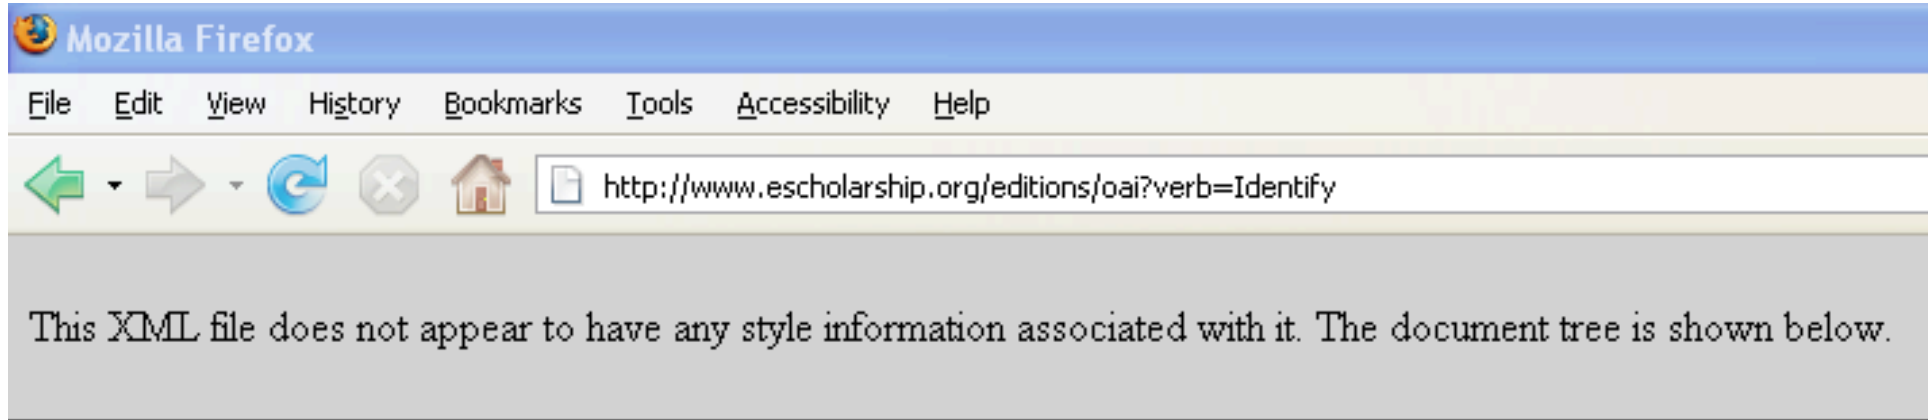 Mozilla Firefox
File Edit View History Bookmarks Tools Accessibility Help
http://www.escholarship.org/editions/oai?verb=Identify
This XML file does not appear to have any style information associated with it. The document tree is shown below.